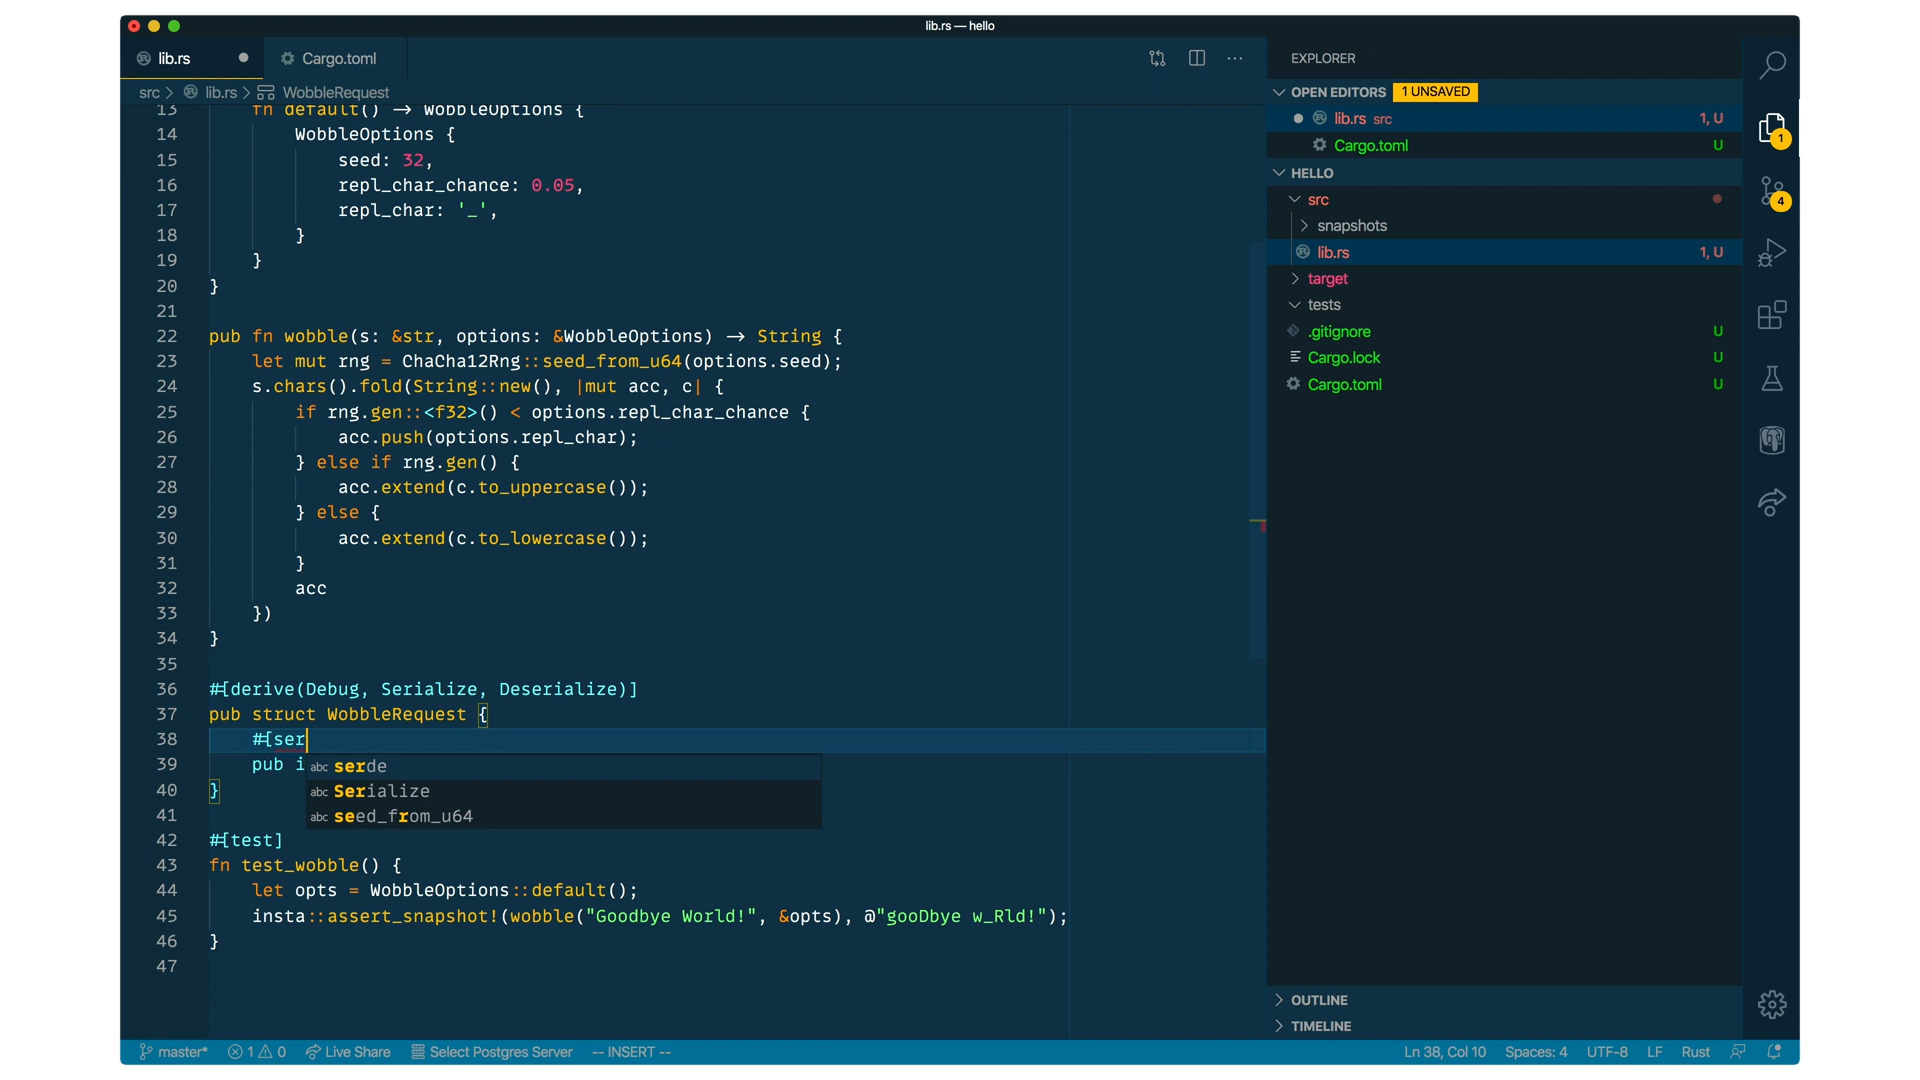 lib.rs — hello
lib.rs
Cargo.toml
src > lib.rs > WobbleRequest
13 fn default() → WobbleOptions {
14 WobbleOptions {
15 seed: 32,
16 repl_char_chance: 0.05,
17 repl_char: '_',
18 }
19 }
20 }
21
22 pub fn wobble(s: &str, options: &WobbleOptions) → String {
23 let mut rng = ChaCha12Rng::seed_from_u64(options.seed);
24 s.chars().fold(String::new(), |mut acc, c| {
25 if rng.gen::<f32>() < options.repl_char_chance {
26 acc.push(options.repl_char);
27 } else if rng.gen() {
28 acc.extend(c.to_uppercase());
29 } else {
30 acc.extend(c.to_lowercase());
31 }
32 acc
33 })
34 }
35
36 #[derive(Debug, Serialize, Deserialize)]
37 pub struct WobbleRequest {
38 #[ser
39 pub i
abc serde
40 }
abc Serialize
41
abc seed_from_u64
42 #[test]
43 fn test_wobble() {
44 let opts = WobbleOptions::default();
45 insta::assert_snapshot!(wobble("Goodbye World!", &opts), @"gooDbye w_Rld!");
46 }
47
EXPLORER
OPEN EDITORS 1 UNSAVED
lib.rs src 1, U
Cargo.toml U
HELLO
src
snapshots
lib.rs 1, U
target
tests
.gitignore U
Cargo.lock U
Cargo.toml U
OUTLINE
TIMELINE
1
4
master* 1 0 Live Share Select Postgres Server -- INSERT -- Ln 38, Col 10 Spaces: 4 UTF-8 LF Rust